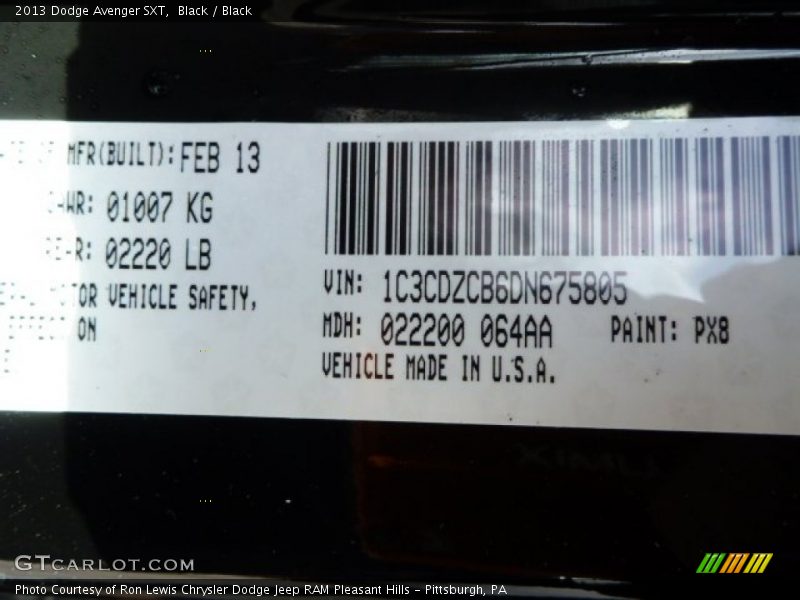 2013 Dodge Avenger SXT,  Black / Black
MFR(BUILT): FEB 13
01007 KG
02220 LB
VEHICLE SAFETY,
VIN: 1C3CDZCB6DN675805
MDH: 022200 064AA PAINT: PX8
VEHICLE MADE IN U.S.A.
GTCARLOT.COM
Photo Courtesy of Ron Lewis Chrysler Dodge Jeep RAM Pleasant Hills - Pittsburgh, PA